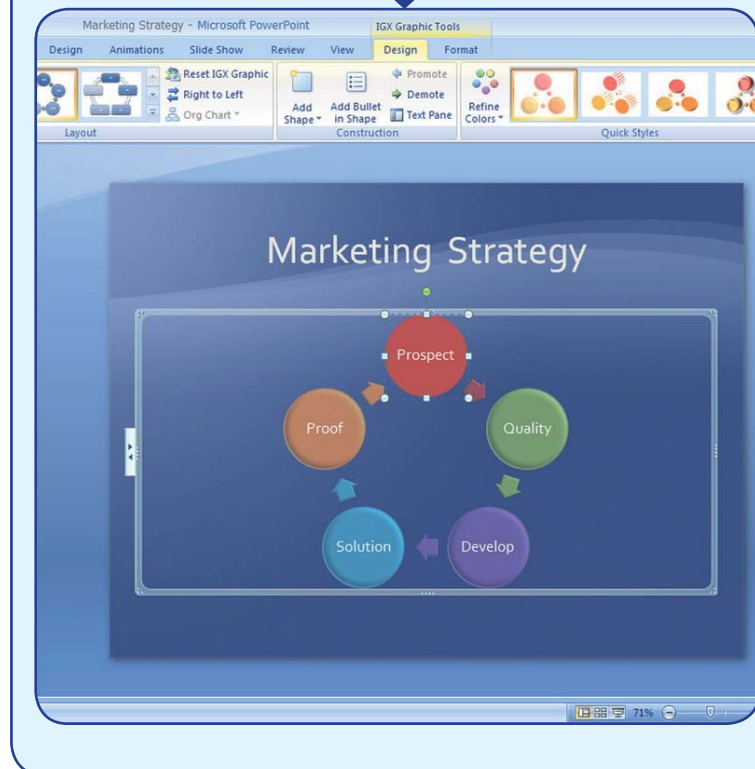 Marketing Strategy - Microsoft PowerPoint
IGX Graphic Tools
Design Animations Slide Show Review View Design Format
Reset IGX Graphic
Right to Left
Org Chart
Layout
Add Shape
Add Bullet in Shape
Promote
Demote
Text Pane
Construction
Refine Colors
Quick Styles
Marketing Strategy
Prospect
Proof
Quality
Solution
Develop
71%